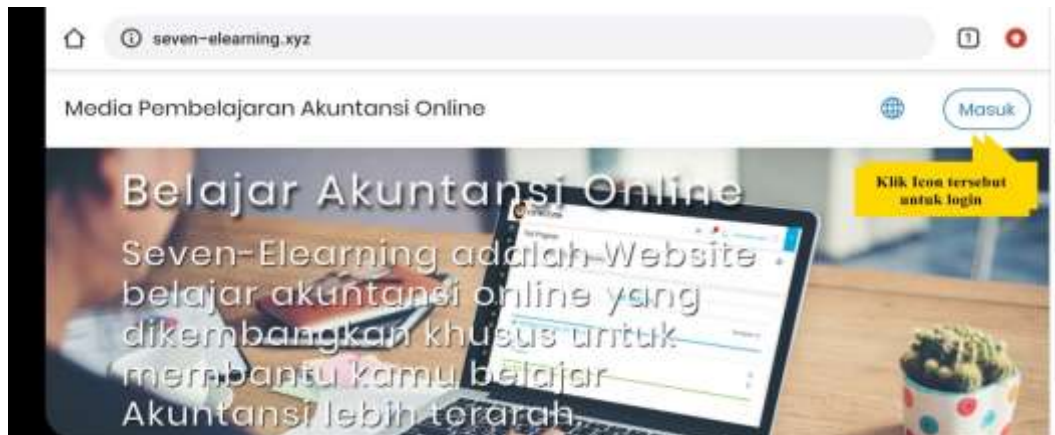 seven-elearning.xyz
1
Media Pembelajaran Akuntansi Online
Masuk
Klik Icon tersebut
untuk login
Belajar Akuntansi Online
Seven-Elearning adalah Website
belajar akuntansi online yang
dikembangkan khusus untuk
membantu kamu belajar
Akuntansi lebih terarah,